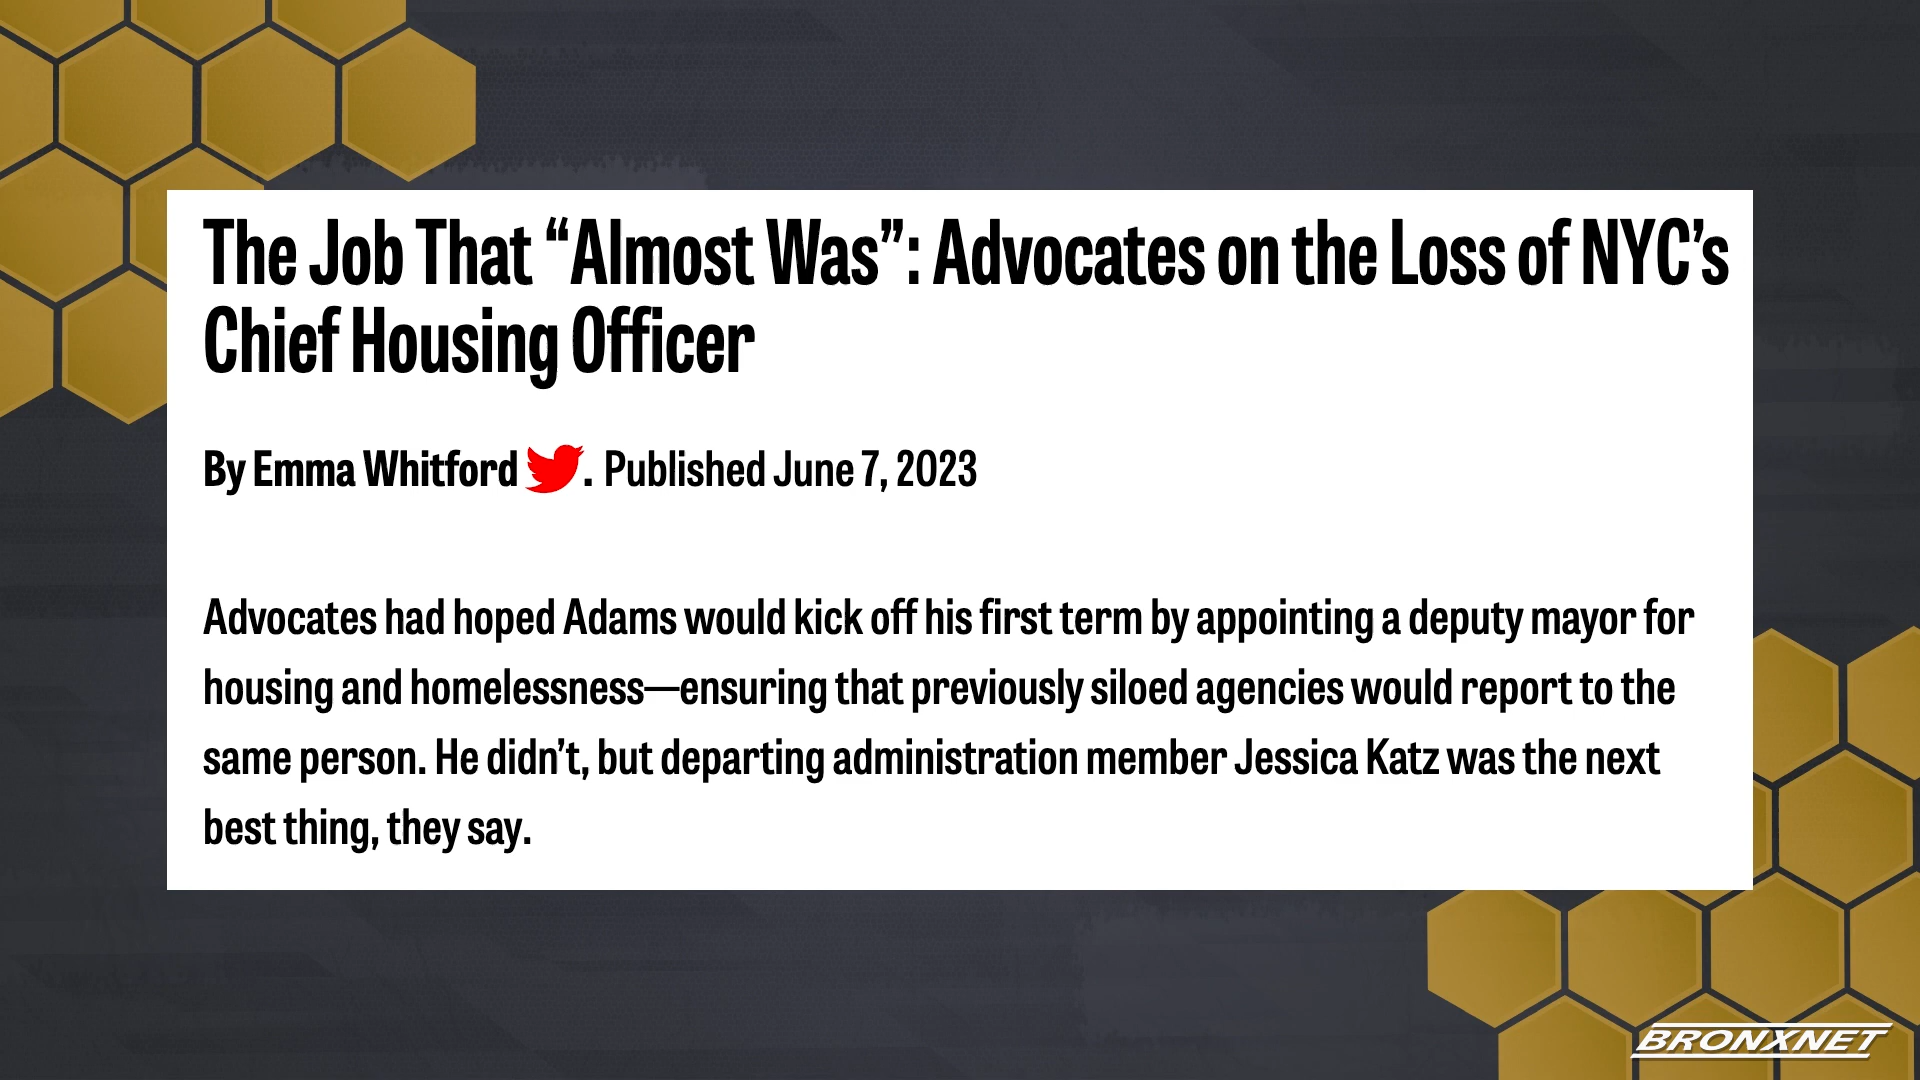 The Job That “Almost Was”: Advocates on the Loss of NYC’s
Chief Housing Officer
By Emma Whitford . Published June 7, 2023
Advocates had hoped Adams would kick off his first term by appointing a deputy mayor for
housing and homelessness—ensuring that previously siloed agencies would report to the
same person. He didn’t, but departing administration member Jessica Katz was the next
best thing, they say.
BRONXNET